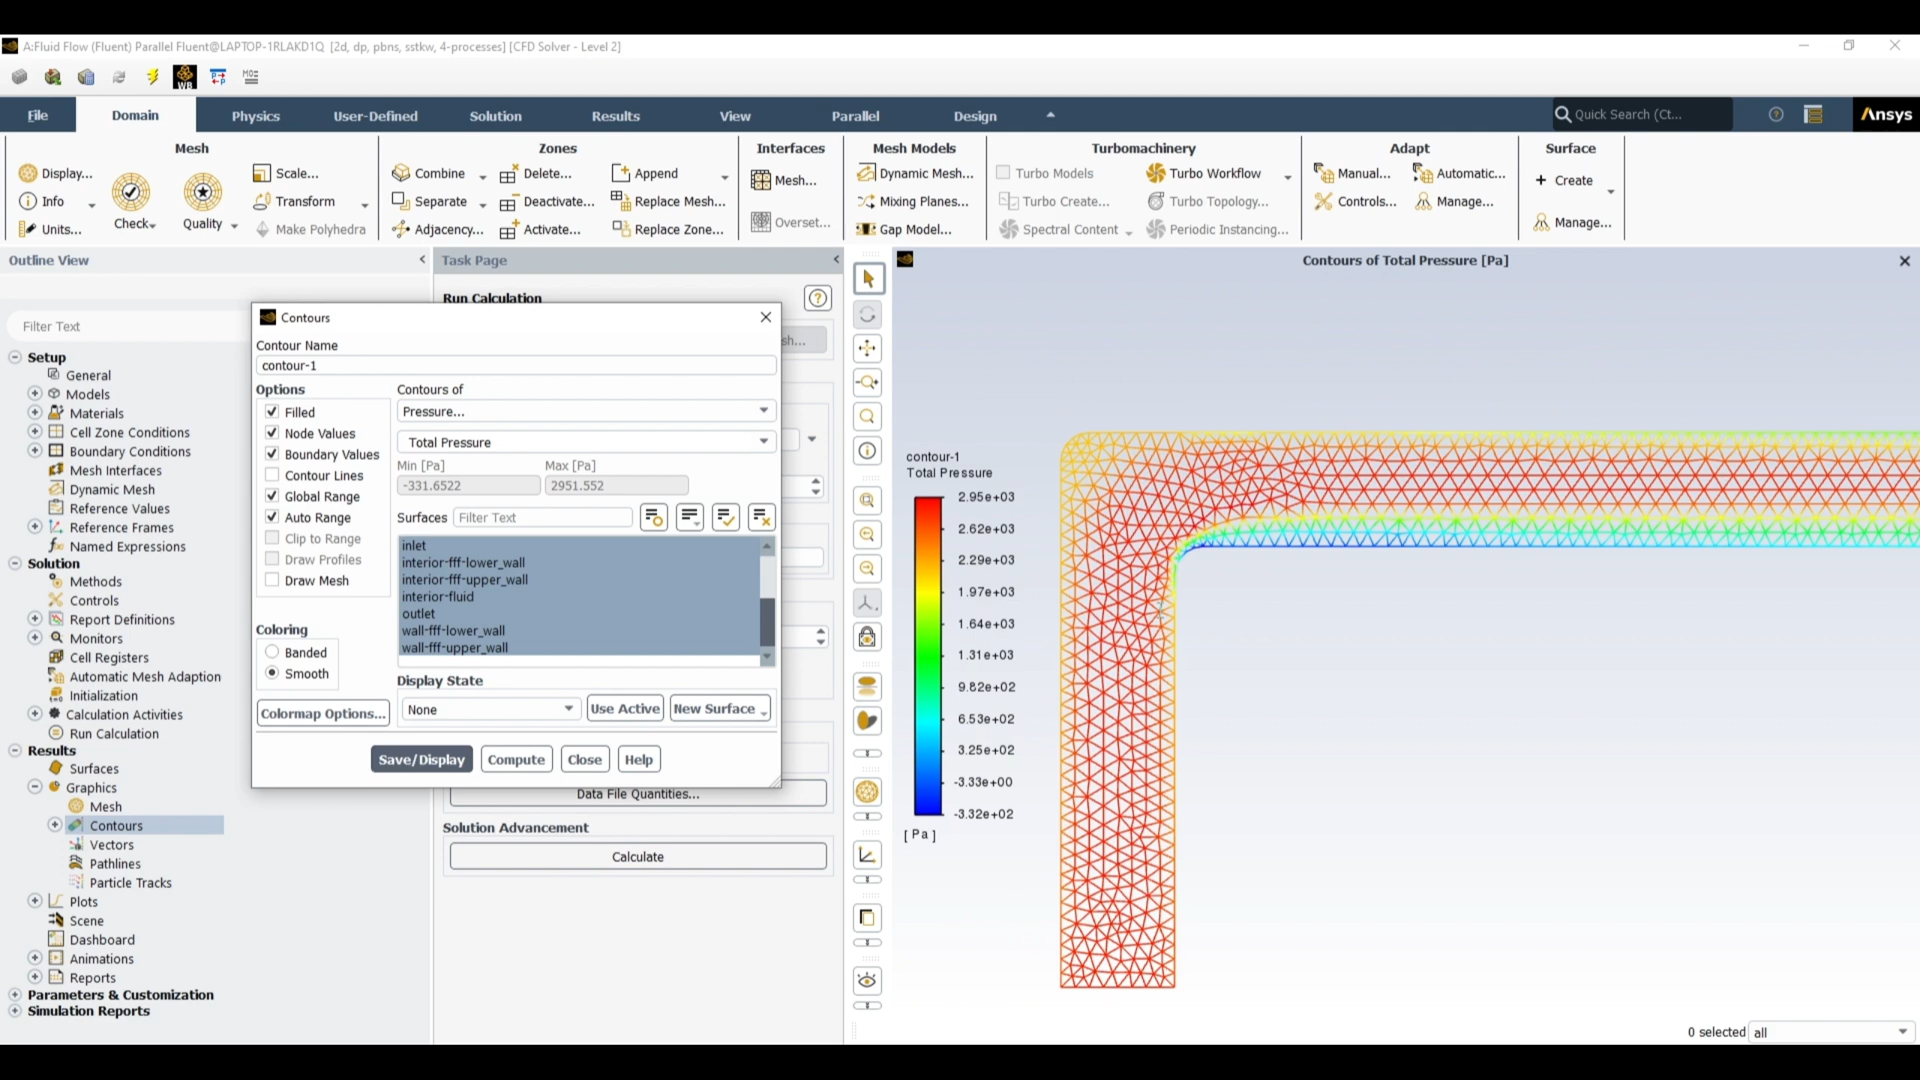 A:Fluid Flow (Fluent) Parallel Fluent@LAPTOP-1RLAKD1Q [2d, dp, pbns, sstkw, 4-processes] [CFD Solver - Level 2]
WB
File Domain Physics User-Defined Solution Results View Parallel Design Quick Search (Ct... Ansys
Mesh Zones Interfaces Mesh Models Turbomachinery Adapt Surface
Display... Scale... Combine Delete... Append Mesh... Dynamic Mesh... Turbo Models Turbo Workflow Manual... Automatic... + Create
Info Check Quality Transform Separate Deactivate... Replace Mesh... Mixing Planes... Turbo Create... Turbo Topology... Controls... Manage...
Units... Make Polyhedra Adjacency... Activate... Replace Zone... Overset... Gap Model... Spectral Content Periodic Instancing... Manage...
Outline View
Filter Text
Setup
General
Models
Materials
Cell Zone Conditions
Boundary Conditions
Mesh Interfaces
Dynamic Mesh
Reference Values
Reference Frames
Named Expressions
Solution
Methods
Controls
Report Definitions
Monitors
Cell Registers
Automatic Mesh Adaption
Initialization
Calculation Activities
Run Calculation
Results
Surfaces
Graphics
Mesh
Contours
Vectors
Pathlines
Particle Tracks
Plots
Scene
Dashboard
Animations
Reports
Parameters & Customization
Simulation Reports
Task Page
Run Calculation
Contours
Contour Name
contour-1
Options
Filled
Node Values
Boundary Values
Contour Lines
Global Range
Auto Range
Clip to Range
Draw Profiles
Draw Mesh
Coloring
Banded
Smooth
Colormap Options...
Contours of
Pressure...
Total Pressure
Min [Pa] Max [Pa]
-331.6522 2951.552
Surfaces Filter Text
inlet
interior-fff-lower_wall
interior-fff-upper_wall
interior-fluid
outlet
wall-fff-lower_wall
wall-fff-upper_wall
Display State
None Use Active New Surface
Save/Display Compute Close Help
Data File Quantities...
Solution Advancement
Calculate
Contours of Total Pressure [Pa]
contour-1
Total Pressure
2.95e+03
2.62e+03
2.29e+03
1.97e+03
1.64e+03
1.31e+03
9.82e+02
6.53e+02
3.25e+02
-3.33e+00
-3.32e+02
[ Pa ]
0 selected all